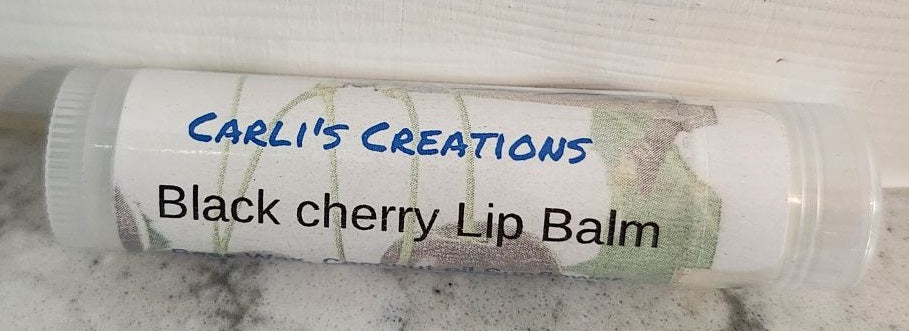 Carli's Creations
Black cherry Lip Balm